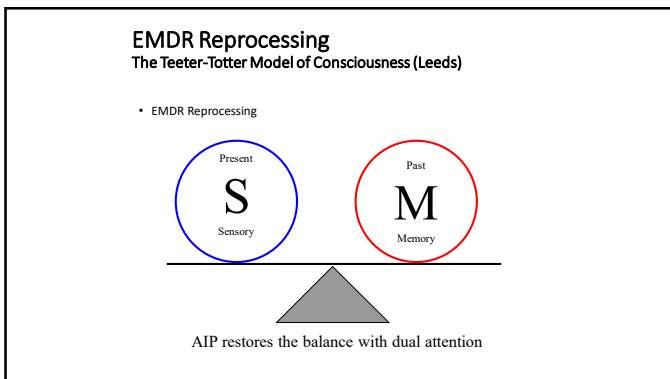 EMDR Reprocessing
The Teeter-Totter Model of Consciousness (Leeds)
• EMDR Reprocessing
Present
S
Sensory
Past
M
Memory
AIP restores the balance with dual attention